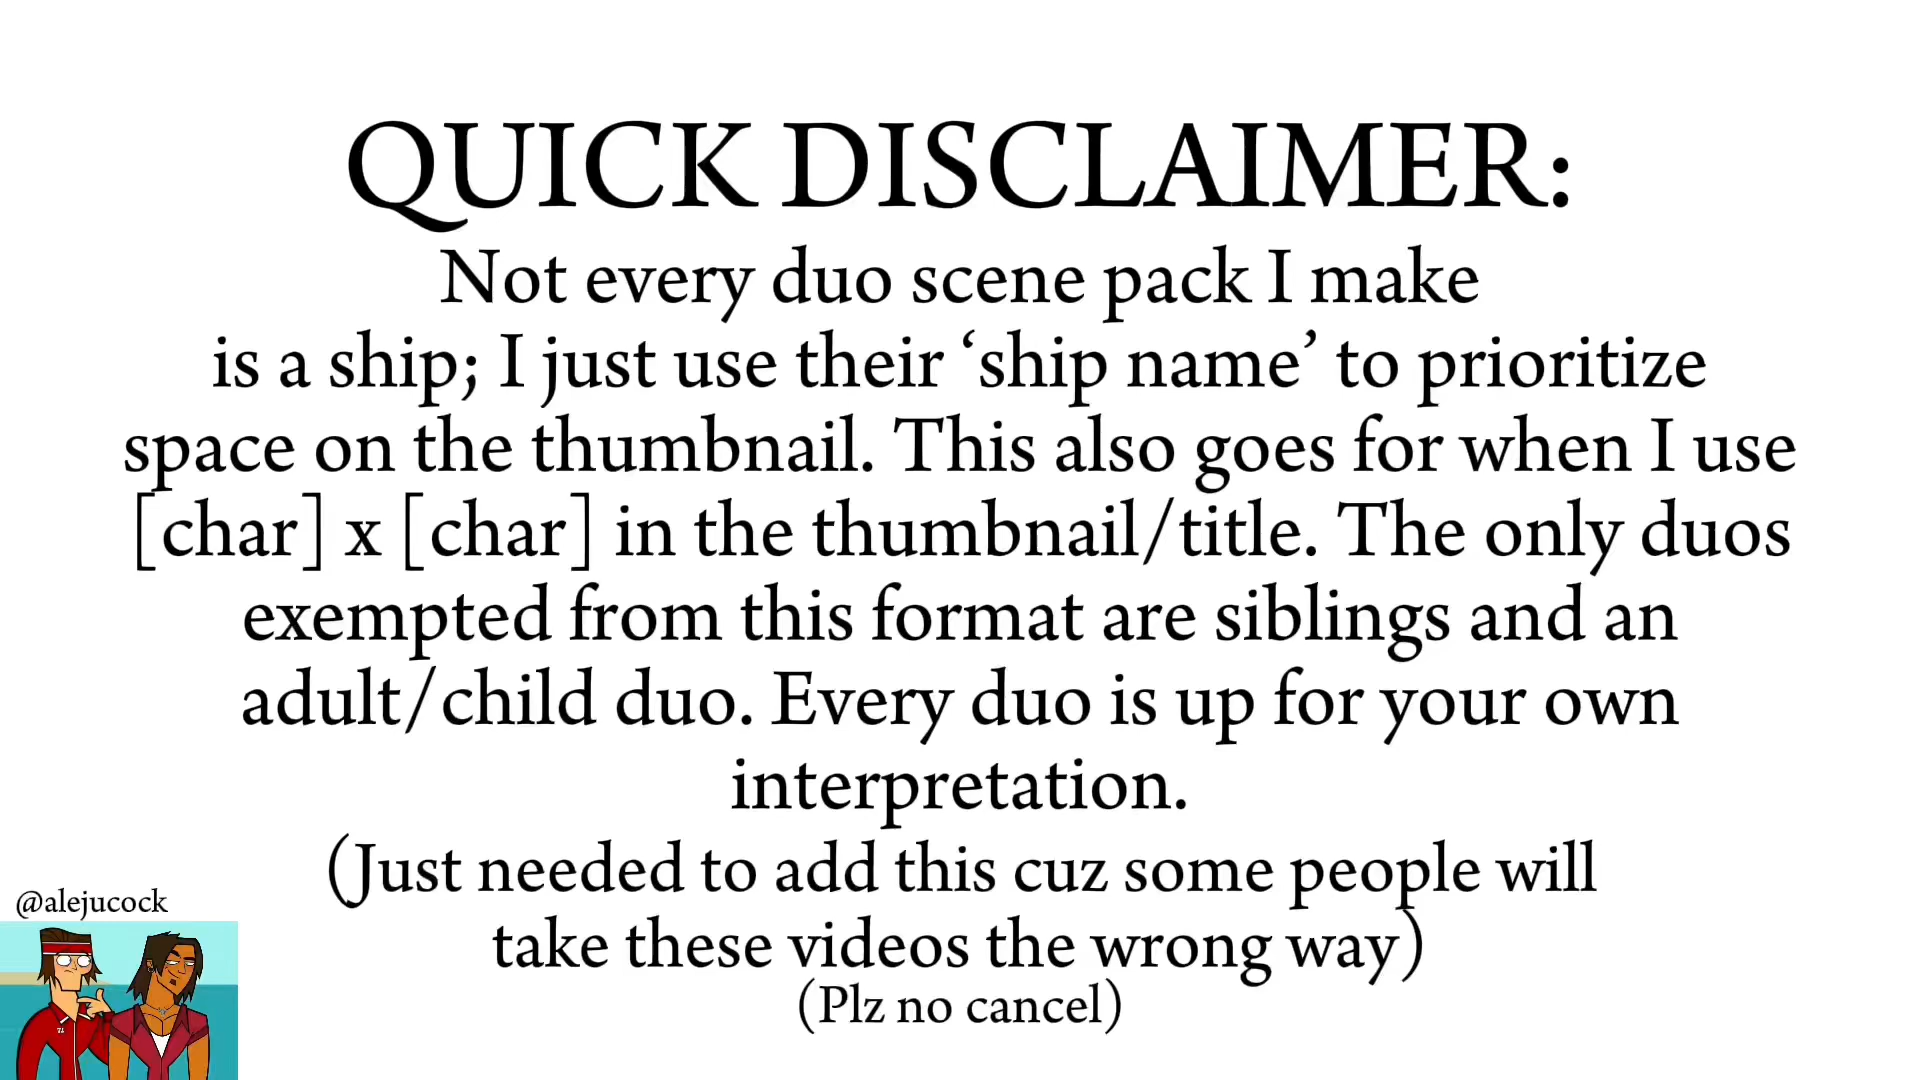 QUICK DISCLAIMER:
Not every duo scene pack I make
is a ship; I just use their ‘ship name’ to prioritize
space on the thumbnail. This also goes for when I use
[char] x [char] in the thumbnail/title. The only duos
exempted from this format are siblings and an
adult/child duo. Every duo is up for your own
interpretation.
(Just needed to add this cuz some people will
take these videos the wrong way)
(Plz no cancel)
@alejucock